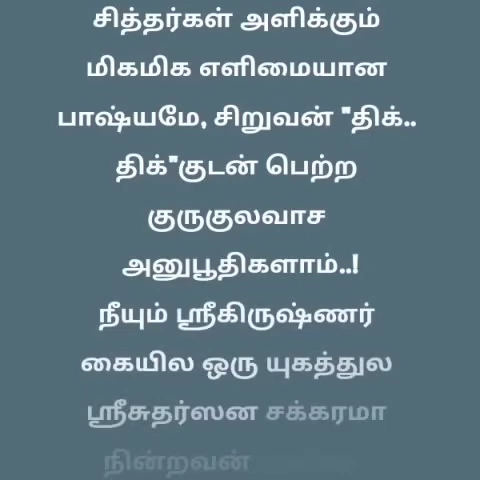 சித்தர்கள் அளிக்கும்
மிகமிக எளிமையான
பாஷ்யமே, சிறுவன் "திக்..
திக்"குடன் பெற்ற
குருகுலவாச
அனுபூதிகளாம்..!
நீயும் ஸ்ரீகிருஷ்ணர்
கையில ஒரு யுகத்துல
ஸ்ரீசுதர்ஸன சக்கரமா
நின்றவன்